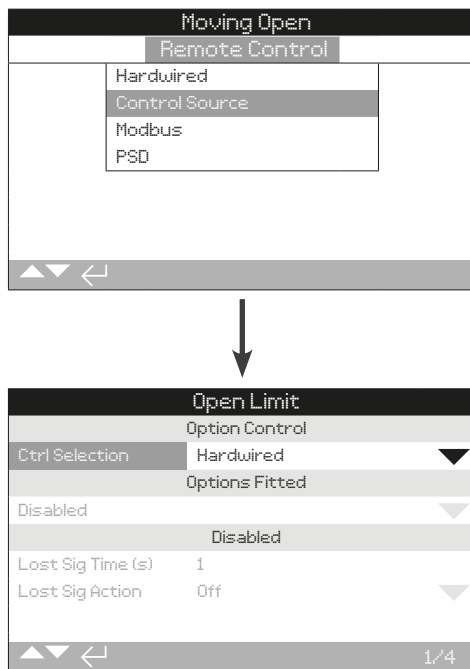 Moving Open
Remote Control
Hardwired
Control Source
Modbus
PSD
Open Limit
Option Control
Ctrl Selection Hardwired
Options Fitted
Disabled
Disabled
Lost Sig Time (s) 1
Lost Sig Action Off
1/4